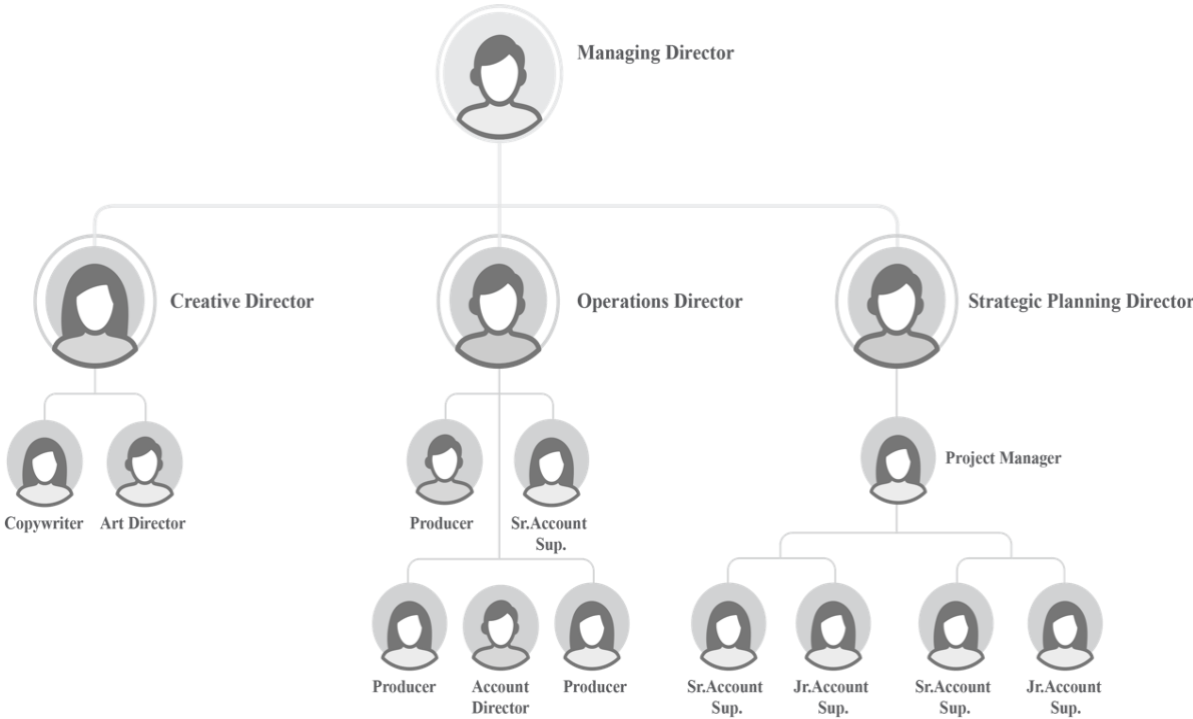 Managing Director
Creative Director
Operations Director
Strategic Planning Director
Project Manager
Copywriter
Art Director
Producer
Sr.Account
Sup.
Producer
Account
Director
Producer
Sr.Account
Sup.
Jr.Account
Sup.
Sr.Account
Sup.
Jr.Account
Sup.